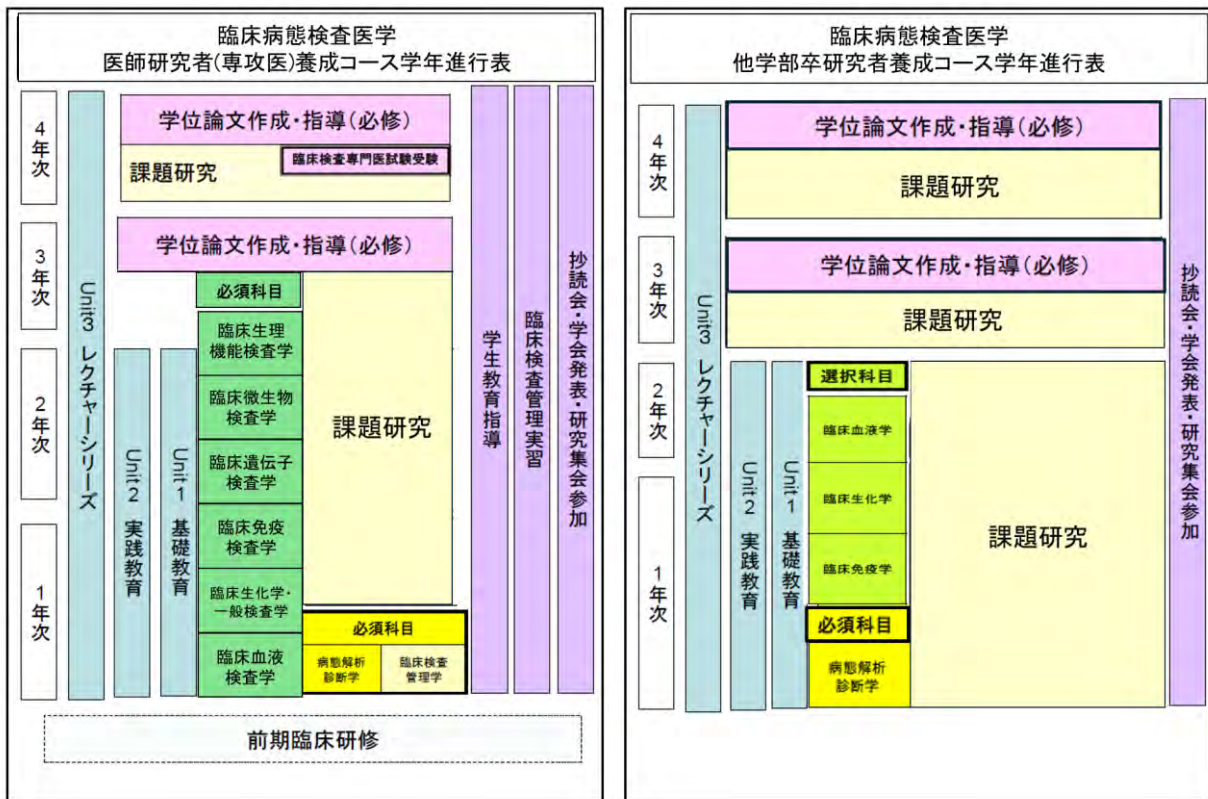 臨床病態検査医学
医師研究者(専攻医)養成コース学年進行表
4年次
3年次
2年次
1年次
Unit3 レクチャーシリーズ
Unit 2 実践教育
Unit 1 基礎教育
学位論文作成・指導(必修)
課題研究
臨床検査専門医試験受験
学位論文作成・指導(必修)
必須科目
臨床生理
機能検査学
臨床微生物
検査学
臨床遺伝子
検査学
臨床免疫
検査学
臨床生化学・
一般検査学
臨床血液
検査学
課題研究
必須科目
病態解析
診断学
臨床検査
管理学
学生教育指導
臨床検査管理実習
抄読会・学会発表・研究集会参加
前期臨床研修
臨床病態検査医学
他学部卒研究者養成コース学年進行表
4年次
3年次
2年次
1年次
Unit3 レクチャーシリーズ
Unit 2 実践教育
Unit 1 基礎教育
学位論文作成・指導(必修)
課題研究
学位論文作成・指導(必修)
課題研究
選択科目
臨床血液学
臨床生化学
臨床免疫学
必須科目
病態解析
診断学
課題研究
抄読会・学会発表・研究集会参加